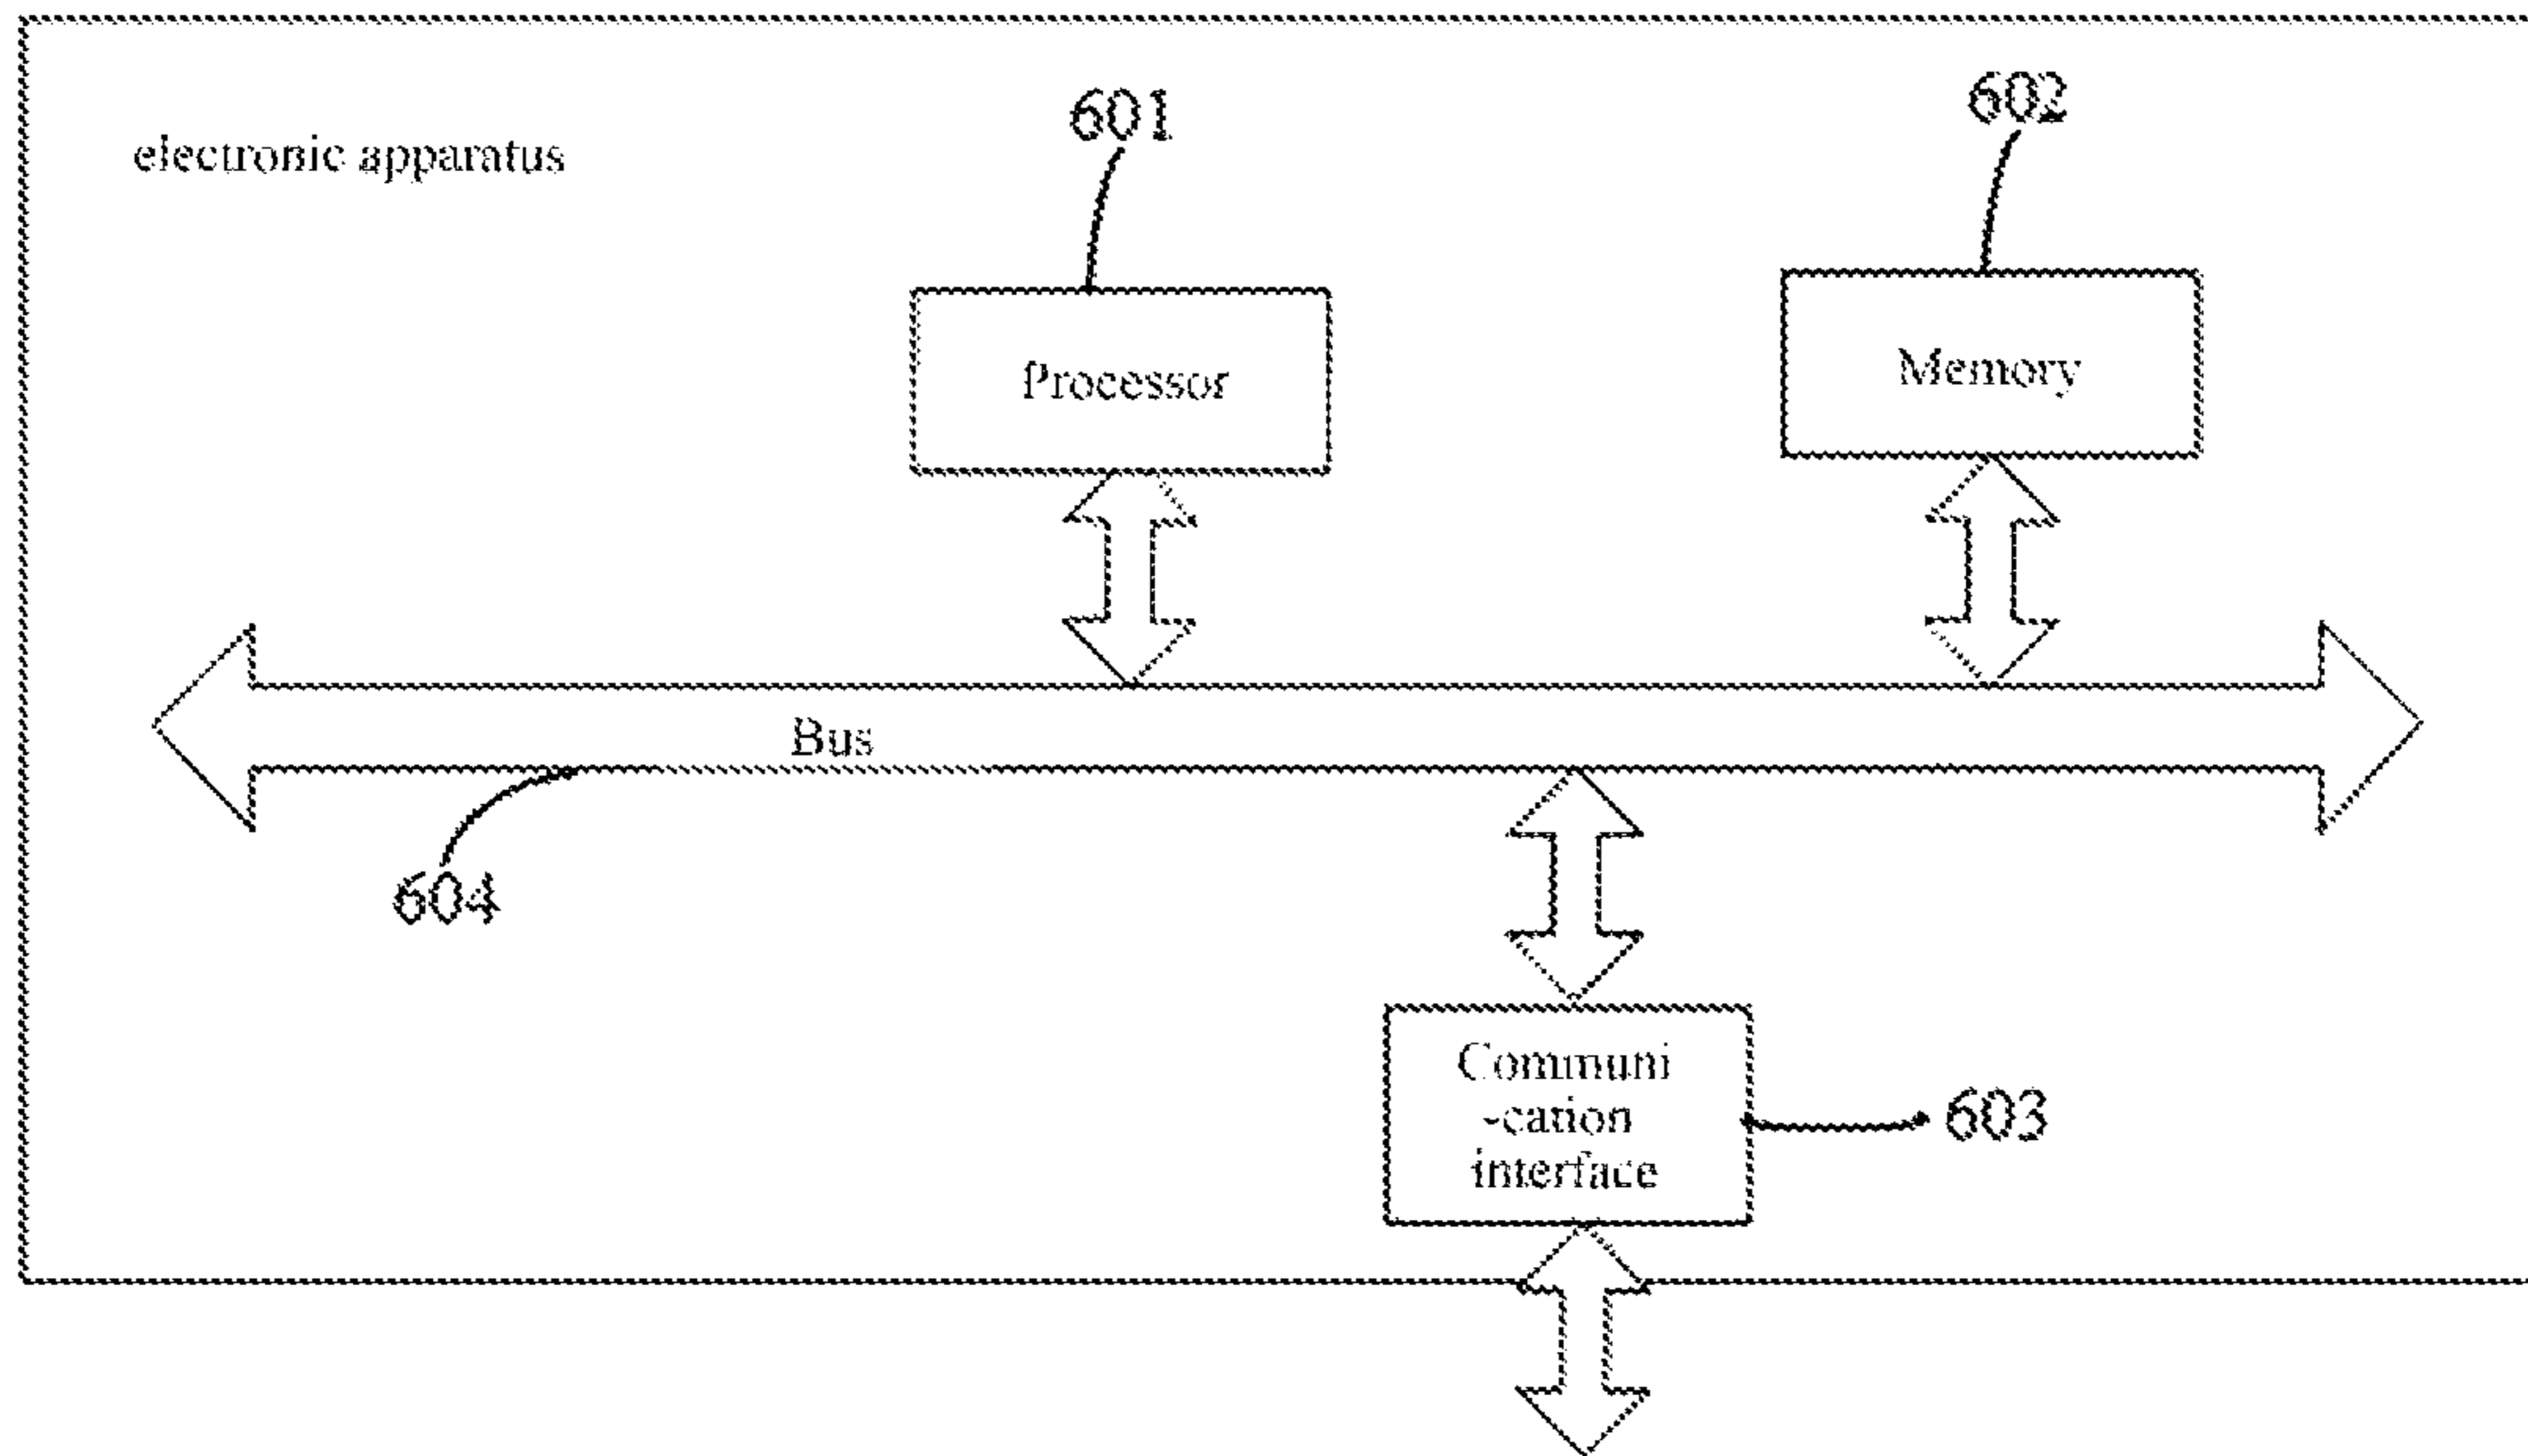 601
602
electronic apparatus
Processor
Memory
Bus
604
Communi
-cation
interface
603